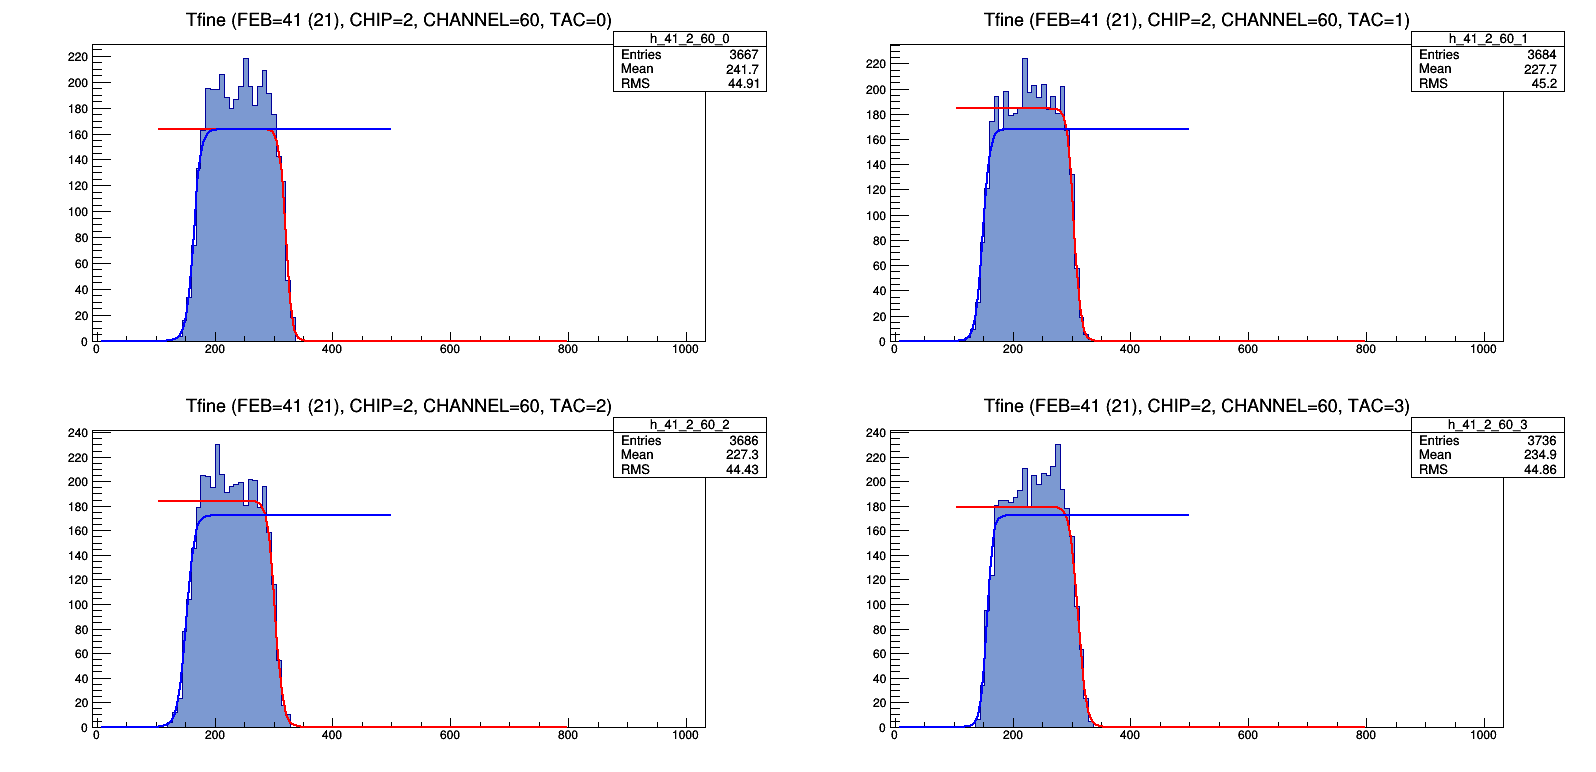 Tfine (FEB=41 (21), CHIP=2, CHANNEL=60, TAC=0)
h_41_2_60_0
Entries 3667
Mean 241.7
RMS 44.91
220
200
180
160
140
120
100
80
60
40
20
0
0 200 400 600 800 1000
Tfine (FEB=41 (21), CHIP=2, CHANNEL=60, TAC=1)
h_41_2_60_1
Entries 3684
Mean 227.7
RMS 45.2
220
200
180
160
140
120
100
80
60
40
20
0
0 200 400 600 800 1000
Tfine (FEB=41 (21), CHIP=2, CHANNEL=60, TAC=2)
h_41_2_60_2
Entries 3686
Mean 227.3
RMS 44.43
240
220
200
180
160
140
120
100
80
60
40
20
0
0 200 400 600 800 1000
Tfine (FEB=41 (21), CHIP=2, CHANNEL=60, TAC=3)
h_41_2_60_3
Entries 3736
Mean 234.9
RMS 44.86
240
220
200
180
160
140
120
100
80
60
40
20
0
0 200 400 600 800 1000